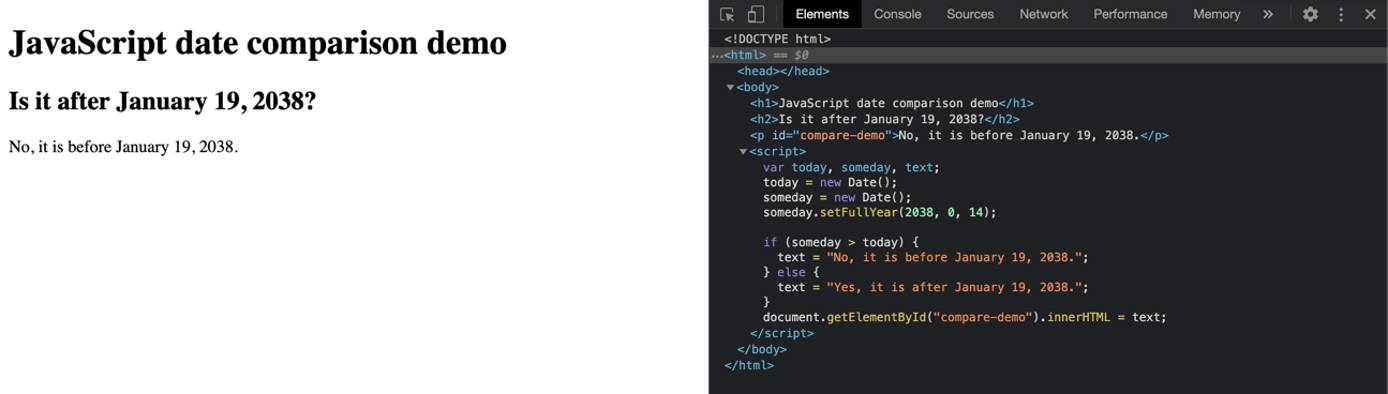 JavaScript date comparison demo
Is it after January 19, 2038?
No, it is before January 19, 2038.
Elements Console Sources Network Performance Memory »
<!DOCTYPE html>
…<html> == $0
<head></head>
▼<body>
<h1>JavaScript date comparison demo</h1>
<h2>Is it after January 19, 2038?</h2>
<p id="compare-demo">No, it is before January 19, 2038.</p>
▼<script>
var today, someday, text;
today = new Date();
someday = new Date();
someday.setFullYear(2038, 0, 14);
if (someday > today) {
text = "No, it is before January 19, 2038.";
} else {
text = "Yes, it is after January 19, 2038.";
}
document.getElementById("compare-demo").innerHTML = text;
</script>
</body>
</html>